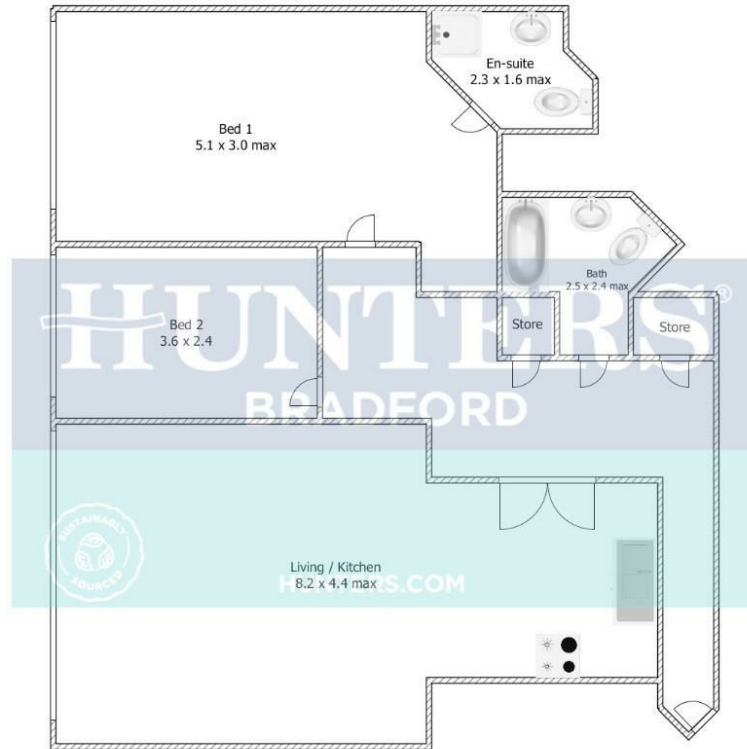 En-suite
2.3 x 1.6 max
Bed 1
5.1 x 3.0 max
Bath
2.5 x 2.4 max
HUNTERS®
Bed 2
3.6 x 2.4
Store
Store
BRADFORD
SUSTAINABLY
SOURCED
Living / Kitchen
8.2 x 4.4 max
HUNTERS.COM